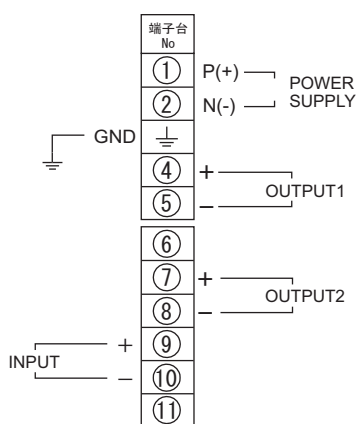 端子台
No
① P(+) POWER
② N(-) SUPPLY
GND
④ +
OUTPUT1
⑤ −
⑥
⑦ +
OUTPUT2
⑧ −
⑨ +
INPUT
⑩ −
⑪